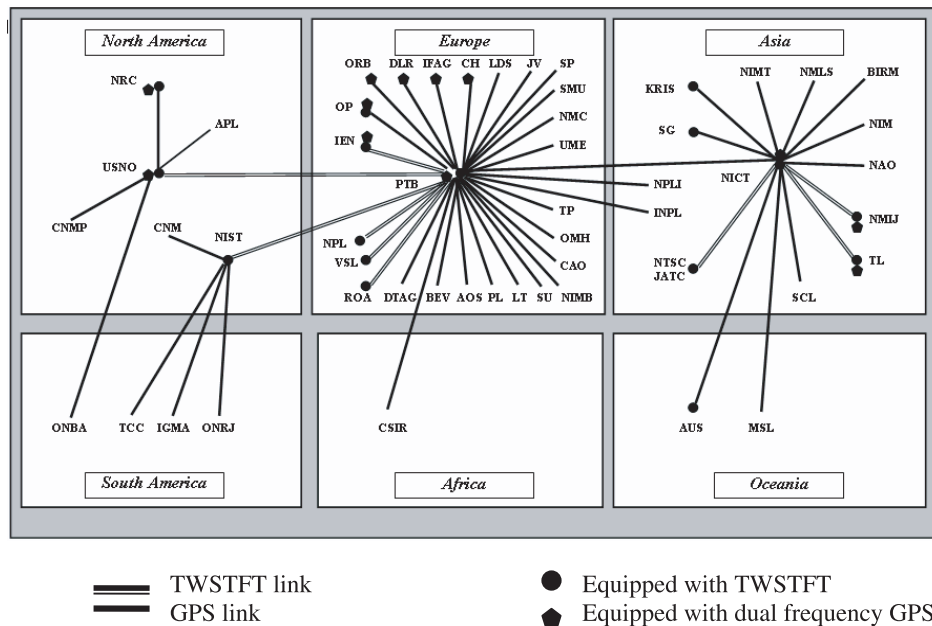 North America
Europe
Asia
ORB DLR IFAG CH LDS JV SP
NRC
OP
SMU
NMC
IEN
UME
APL
USNO
PTB
CNMP
CNM
NIST
NPL
VSL
ROA
DTAG BEV AOS PL LT SU NIMB
TP
OMH
CAO
NPLI
INPL
NIMT NMLS BIRM
KRIS
SG
NIM
NAO
NICT
NMIJ
NTSC
JATC
TL
SCL
ONBA TCC IGMA ONRJ
CSIR
AUS MSL
South America
Africa
Oceania
TWSTFT link
GPS link
Equipped with TWSTFT
Equipped with dual frequency GPS